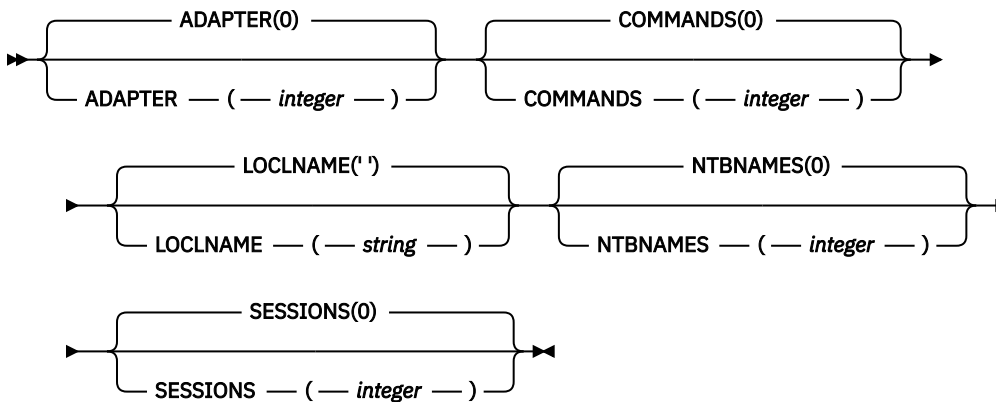 ADAPTER(0) COMMANDS(0)
ADAPTER ( integer ) COMMANDS ( integer )
LOCLNAME(' ') NTBNAMES(0)
LOCLNAME ( string ) NTBNAMES ( integer )
SESSIONS(0)
SESSIONS ( integer )